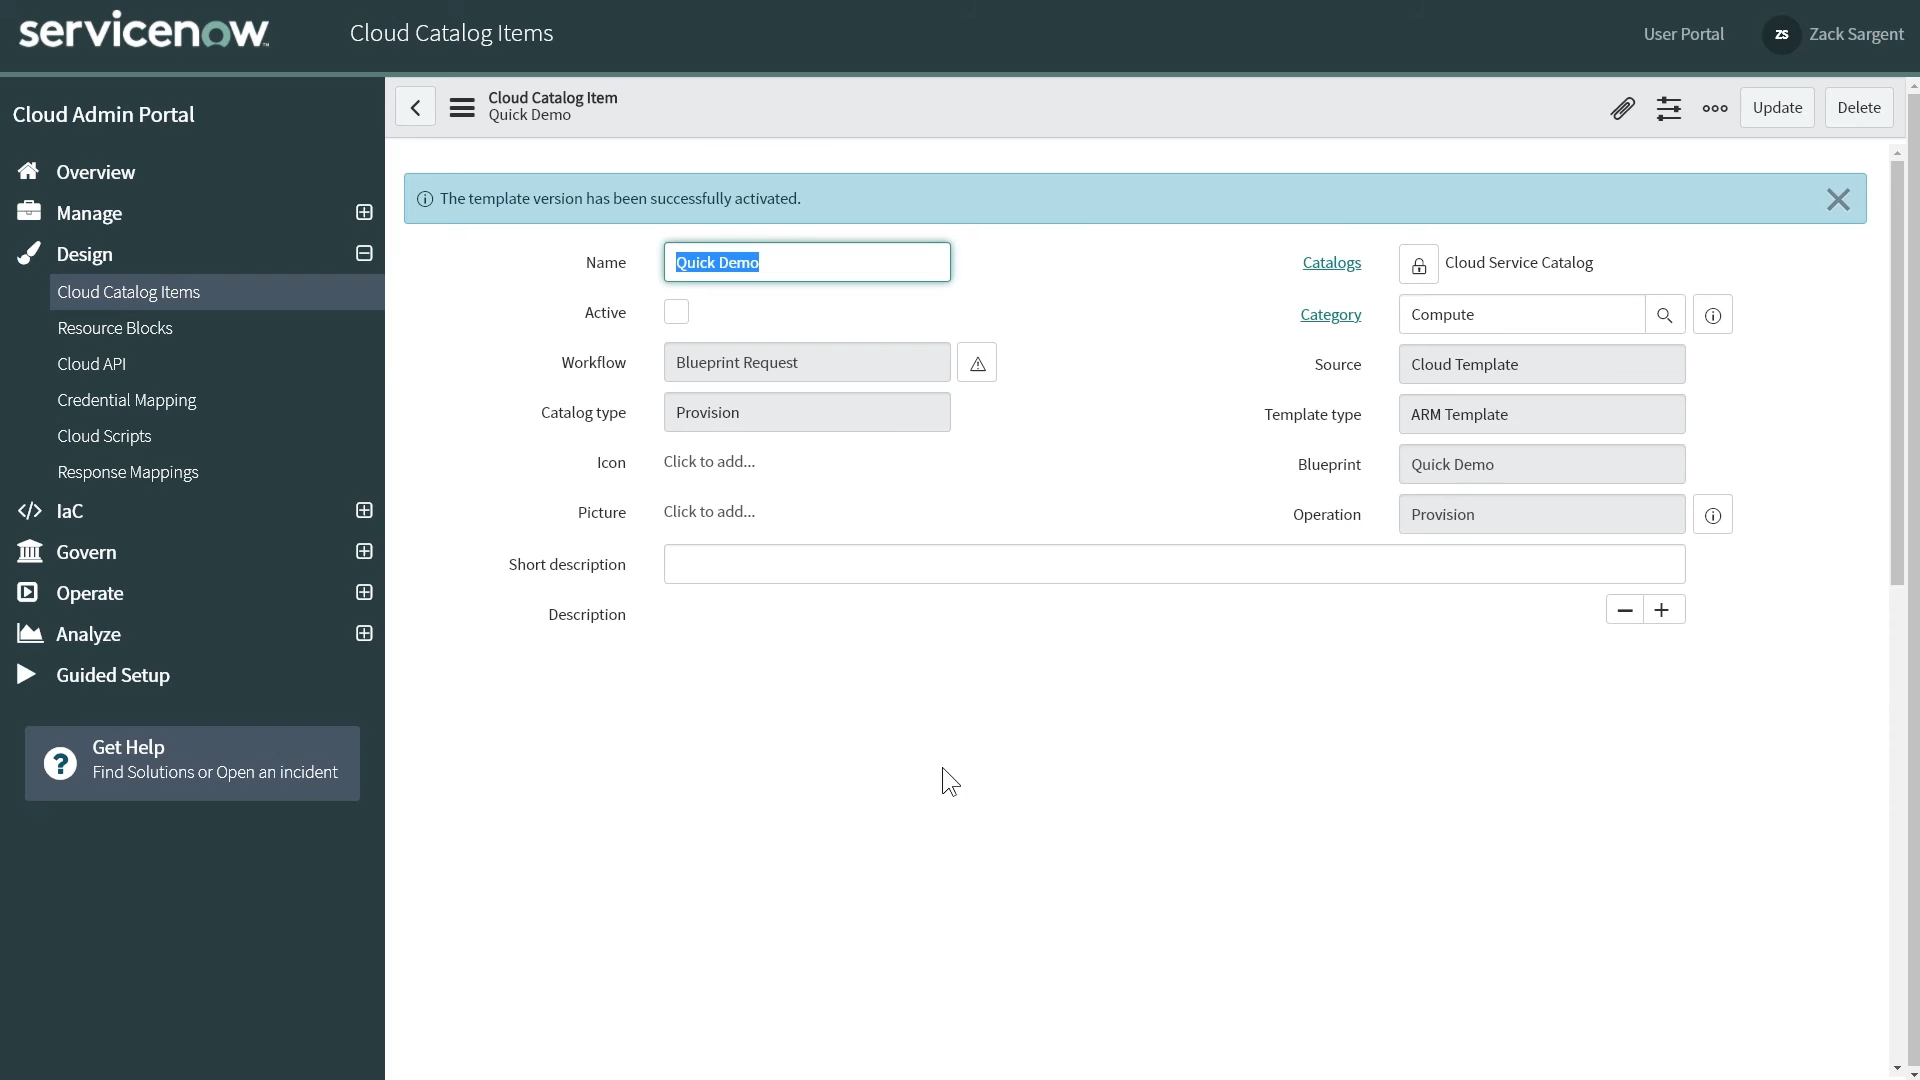 servicenow
Cloud Catalog Items
User Portal
ZS
Zack Sargent
Cloud Admin Portal
Overview
Manage
Design
Cloud Catalog Items
Resource Blocks
Cloud API
Credential Mapping
Cloud Scripts
Response Mappings
IaC
Govern
Operate
Analyze
Guided Setup
Get Help
Find Solutions or Open an incident
Cloud Catalog Item
Quick Demo
Update
Delete
The template version has been successfully activated.
Name
Quick Demo
Active
Workflow
Blueprint Request
Catalog type
Provision
Icon
Click to add...
Picture
Click to add...
Short description
Description
Catalogs
Cloud Service Catalog
Category
Compute
Source
Cloud Template
Template type
ARM Template
Blueprint
Quick Demo
Operation
Provision